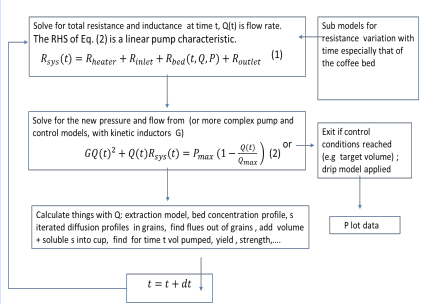 Solve for total resistance and inductance at time t, Q(t) is flow rate.
The RHS of Eq. (2) is a linear pump characteristic.
R_sys(t) = R_heater + R_inlet + R_bed(t, Q, P) + R_outlet (1)
Sub models for
resistance variation with
time especially that of
the coffee bed
Solve for the new pressure and flow from (or more complex pump and
control models, with kinetic inductors G)
GQ(t)² + Q(t)R_sys(t) = P_max (1 − Q(t)/Q_max) (2)
or
Exit if control
conditions reached
(e.g target volume) ;
drip model applied
Calculate things with Q; extraction model, bed concentration profile, s
iterated diffusion profiles in grains, find flues out of grains , add volume
+ soluble s into cup, find for time t vol pumped, yield , strength,....
P lot data
t = t + dt